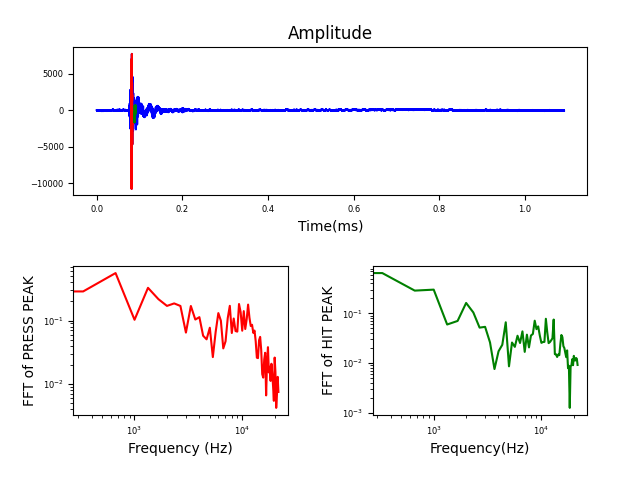 Amplitude
5000
0
−5000
−10000
0.0 0.2 0.4 0.6 0.8 1.0
Time(ms)
FFT of PRESS PEAK
10⁻¹
10⁻²
10³ 10⁴
Frequency (Hz)
FFT of HIT PEAK
10⁻¹
10⁻²
10⁻³
10³ 10⁴
Frequency(Hz)